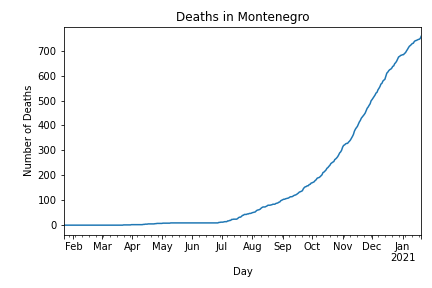 Deaths in Montenegro
Number of Deaths
700
600
500
400
300
200
100
0
Feb Mar Apr May Jun Jul Aug Sep Oct Nov Dec Jan
2021
Day